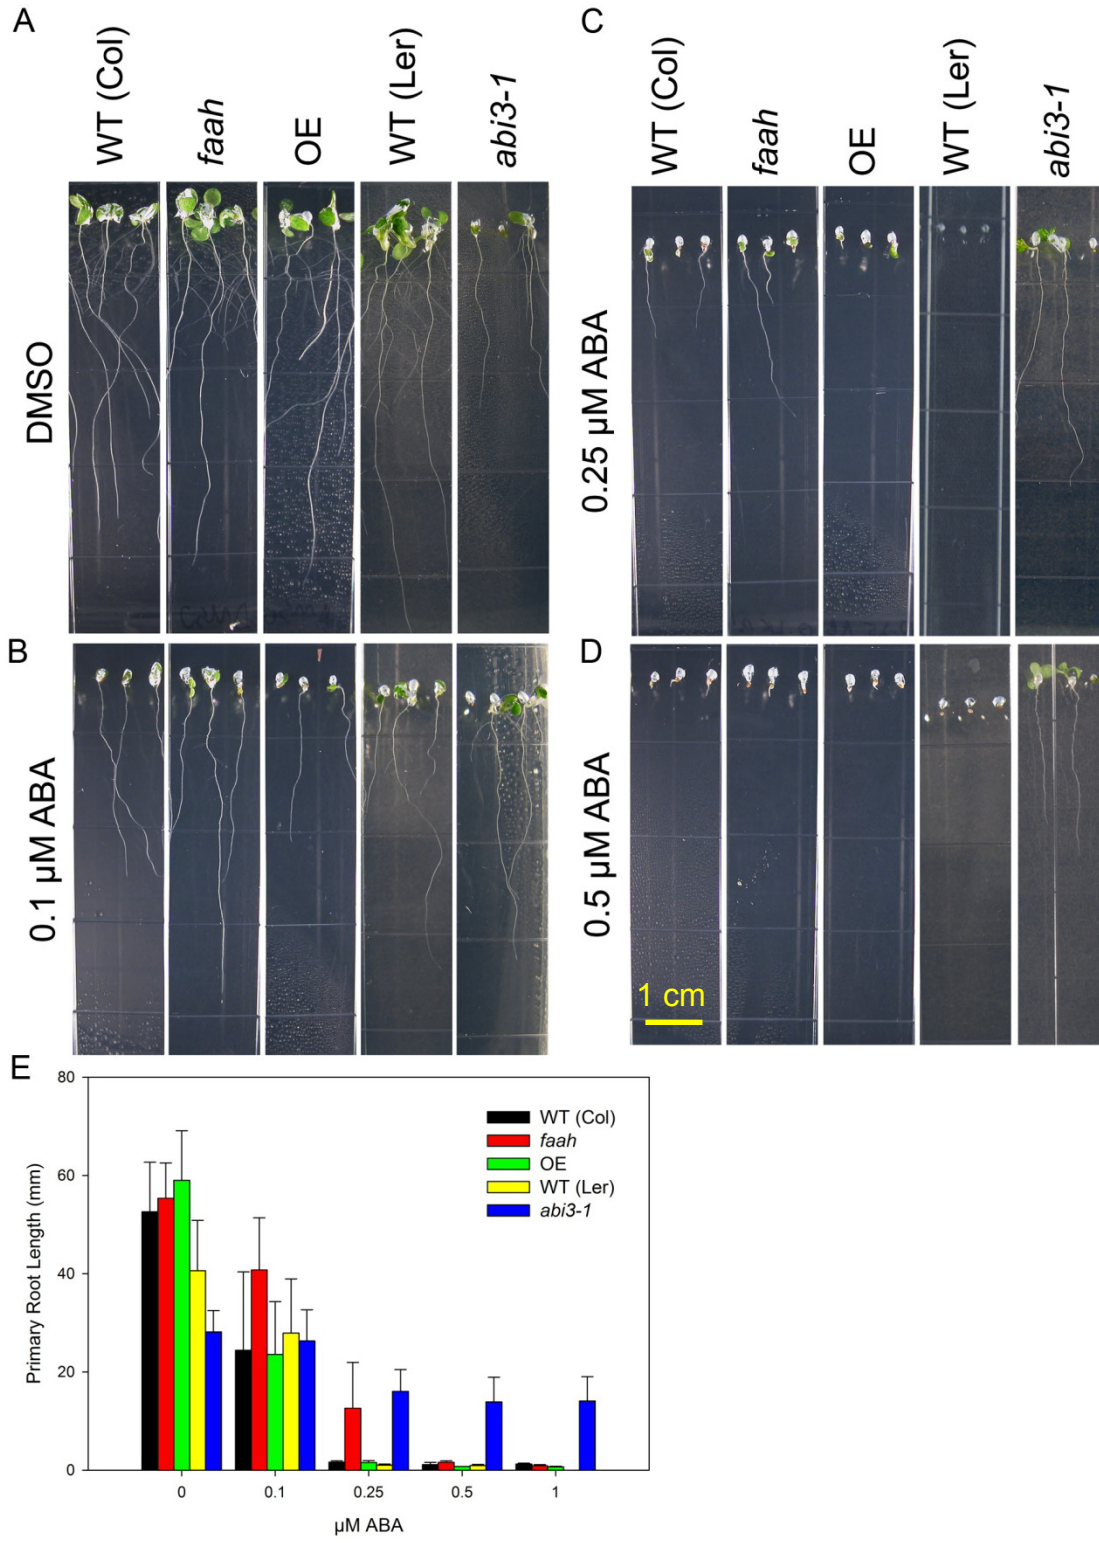 A
WT (Col)
faah
OE
WT (Ler)
abi3-1
DMSO
C
WT (Col)
faah
OE
WT (Ler)
abi3-1
0.25 µM ABA
B
0.1 µM ABA
D
0.5 µM ABA
1 cm
E
80
60
40
20
0
Primary Root Length (mm)
WT (Col)
faah
OE
WT (Ler)
abi3-1
0
0.1
0.25
0.5
1
µM ABA